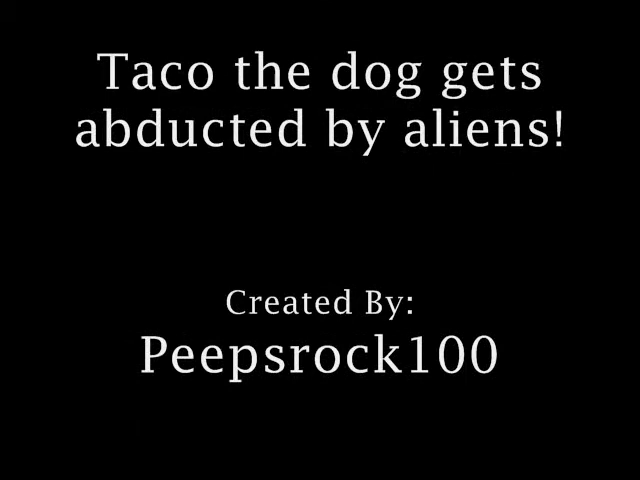 Taco the dog gets
abducted by aliens!
Created By:
Peepsrock100